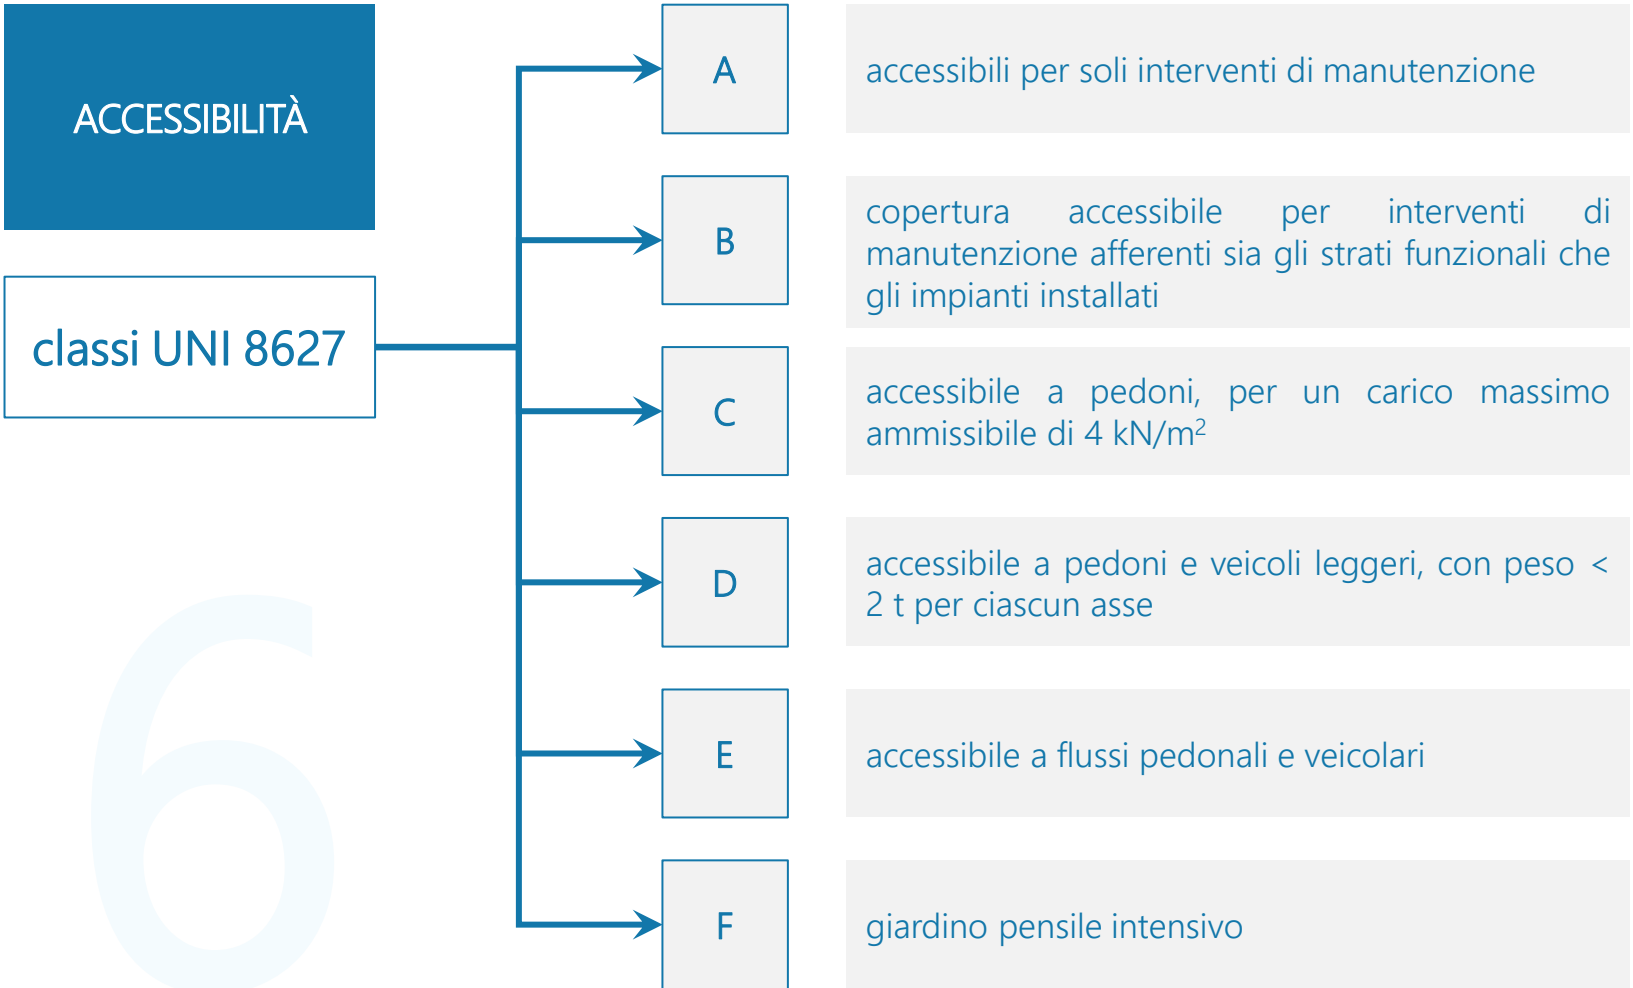 ACCESSIBILITÀ
classi UNI 8627
A
accessibili per soli interventi di manutenzione
B
copertura accessibile per interventi di
manutenzione afferenti sia gli strati funzionali che
gli impianti installati
C
accessibile a pedoni, per un carico massimo
ammissibile di 4 kN/m²
D
accessibile a pedoni e veicoli leggeri, con peso <
2 t per ciascun asse
E
accessibile a flussi pedonali e veicolari
F
giardino pensile intensivo
6